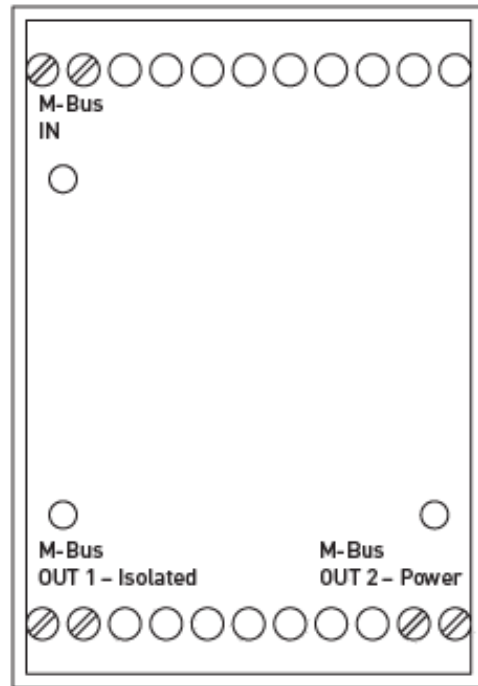 M-Bus
IN
M-Bus
OUT 1 – Isolated
M-Bus
OUT 2 – Power